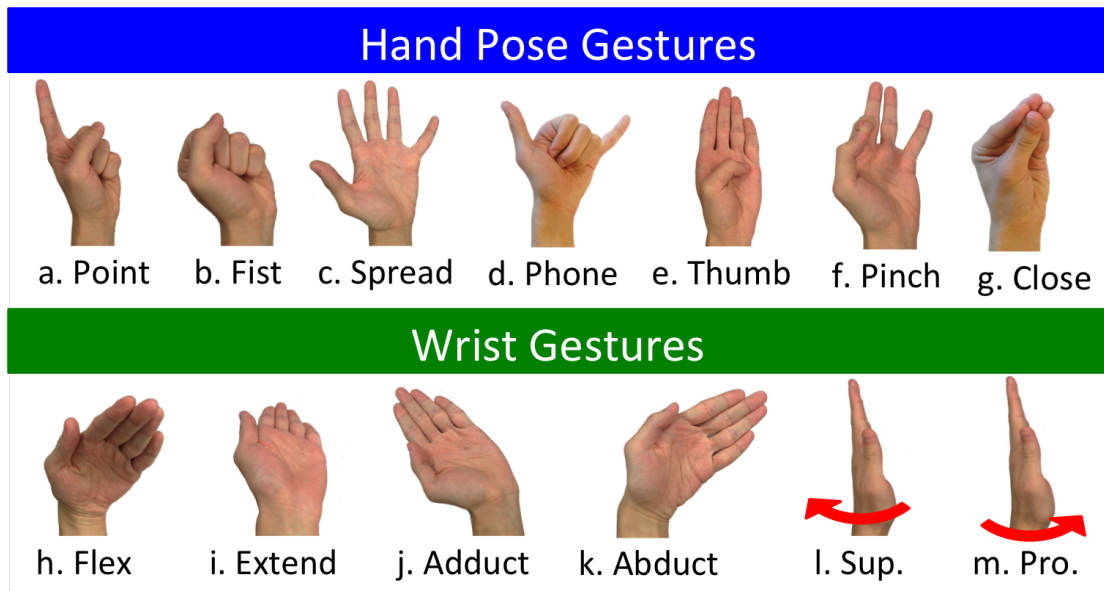 Hand Pose Gestures
a. Point b. Fist c. Spread d. Phone e. Thumb f. Pinch g. Close
Wrist Gestures
h. Flex i. Extend j. Adduct k. Abduct l. Sup. m. Pro.